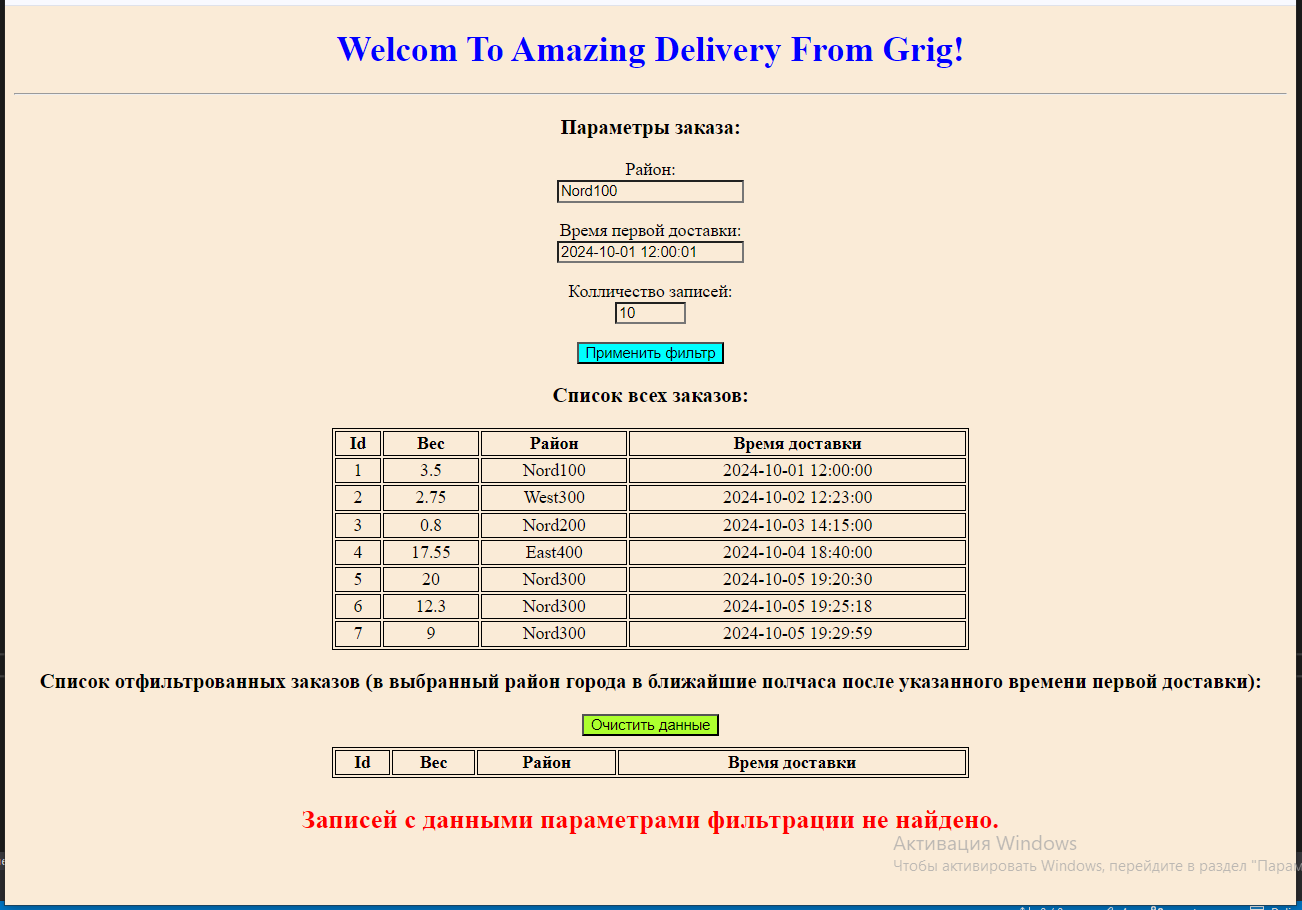 Welcom To Amazing Delivery From Grig!
Параметры заказа:
Район:
Nord100
Время первой доставки:
2024-10-01 12:00:01
Колличество записей:
10
Применить фильтр
Список всех заказов:
Id Вес Район Время доставки
1 3.5 Nord100 2024-10-01 12:00:00
2 2.75 West300 2024-10-02 12:23:00
3 0.8 Nord200 2024-10-03 14:15:00
4 17.55 East400 2024-10-04 18:40:00
5 20 Nord300 2024-10-05 19:20:30
6 12.3 Nord300 2024-10-05 19:25:18
7 9 Nord300 2024-10-05 19:29:59
Список отфильтрованных заказов (в выбранный район города в ближайшие полчаса после указанного времени первой доставки):
Очистить данные
Id Вес Район Время доставки
Записей с данными параметрами фильтрации не найдено.
Активация Windows
Чтобы активировать Windows, перейдите в раздел "Парам